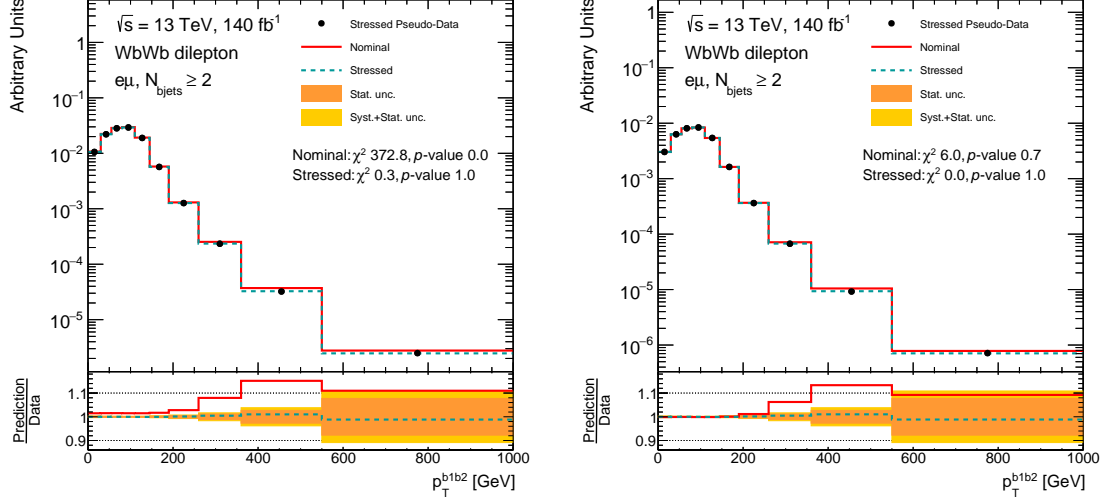 Arbitrary Units
1
10⁻¹
10⁻²
10⁻³
10⁻⁴
10⁻⁵
√s = 13 TeV, 140 fb⁻¹
WbWb dilepton
eμ, N_bjets ≥ 2
Stressed Pseudo-Data
Nominal
Stressed
Stat. unc.
Syst.+Stat. unc.
Nominal: χ² 372.8, p-value 0.0
Stressed: χ² 0.3, p-value 1.0
Prediction
Data
1.1
1
0.9
0 200 400 600 800 1000
p_T^b1b2 [GeV]
Arbitrary Units
1
10⁻¹
10⁻²
10⁻³
10⁻⁴
10⁻⁵
10⁻⁶
√s = 13 TeV, 140 fb⁻¹
WbWb dilepton
eμ, N_bjets ≥ 2
Stressed Pseudo-Data
Nominal
Stressed
Stat. unc.
Syst.+Stat. unc.
Nominal: χ² 6.0, p-value 0.7
Stressed: χ² 0.0, p-value 1.0
Prediction
Data
1.1
1
0.9
0 200 400 600 800 1000
p_T^b1b2 [GeV]